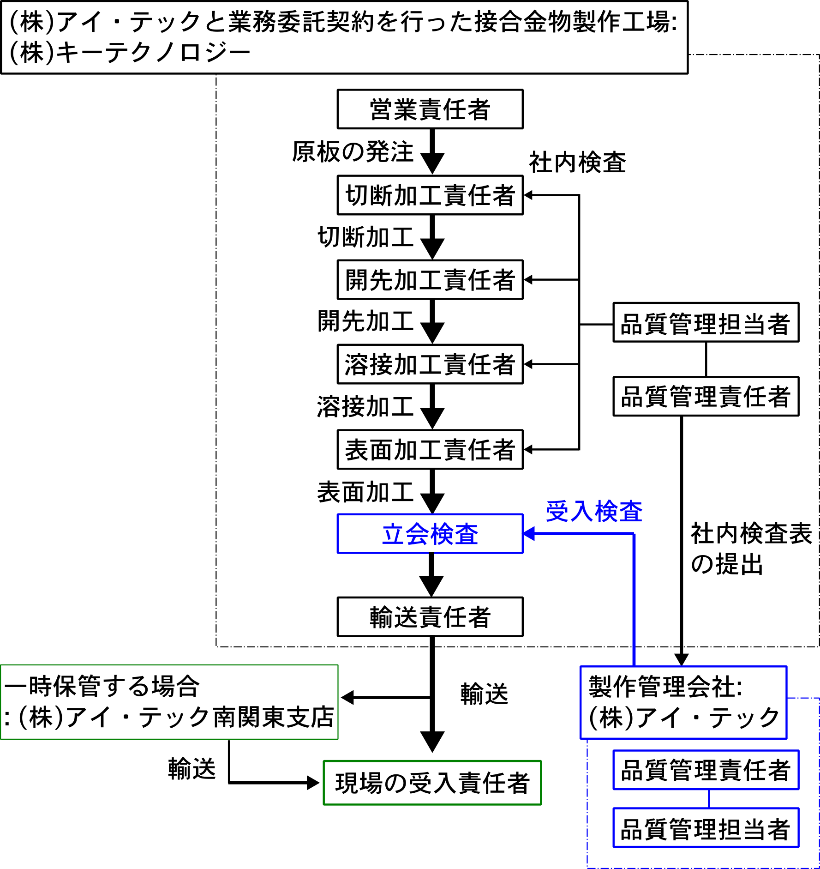 (株)アイ・テックと業務委託契約を行った接合金物製作工場:
(株)キーテクノロジー
営業責任者
原板の発注
社内検査
切断加工責任者
切断加工
開先加工責任者
開先加工
品質管理担当者
溶接加工責任者
品質管理責任者
溶接加工
表面加工責任者
表面加工
受入検査
立会検査
社内検査表
の提出
輸送責任者
一時保管する場合
:(株)アイ・テック南関東支店
輸送
製作管理会社:
(株)アイ・テック
輸送
現場の受入責任者
品質管理責任者
品質管理担当者